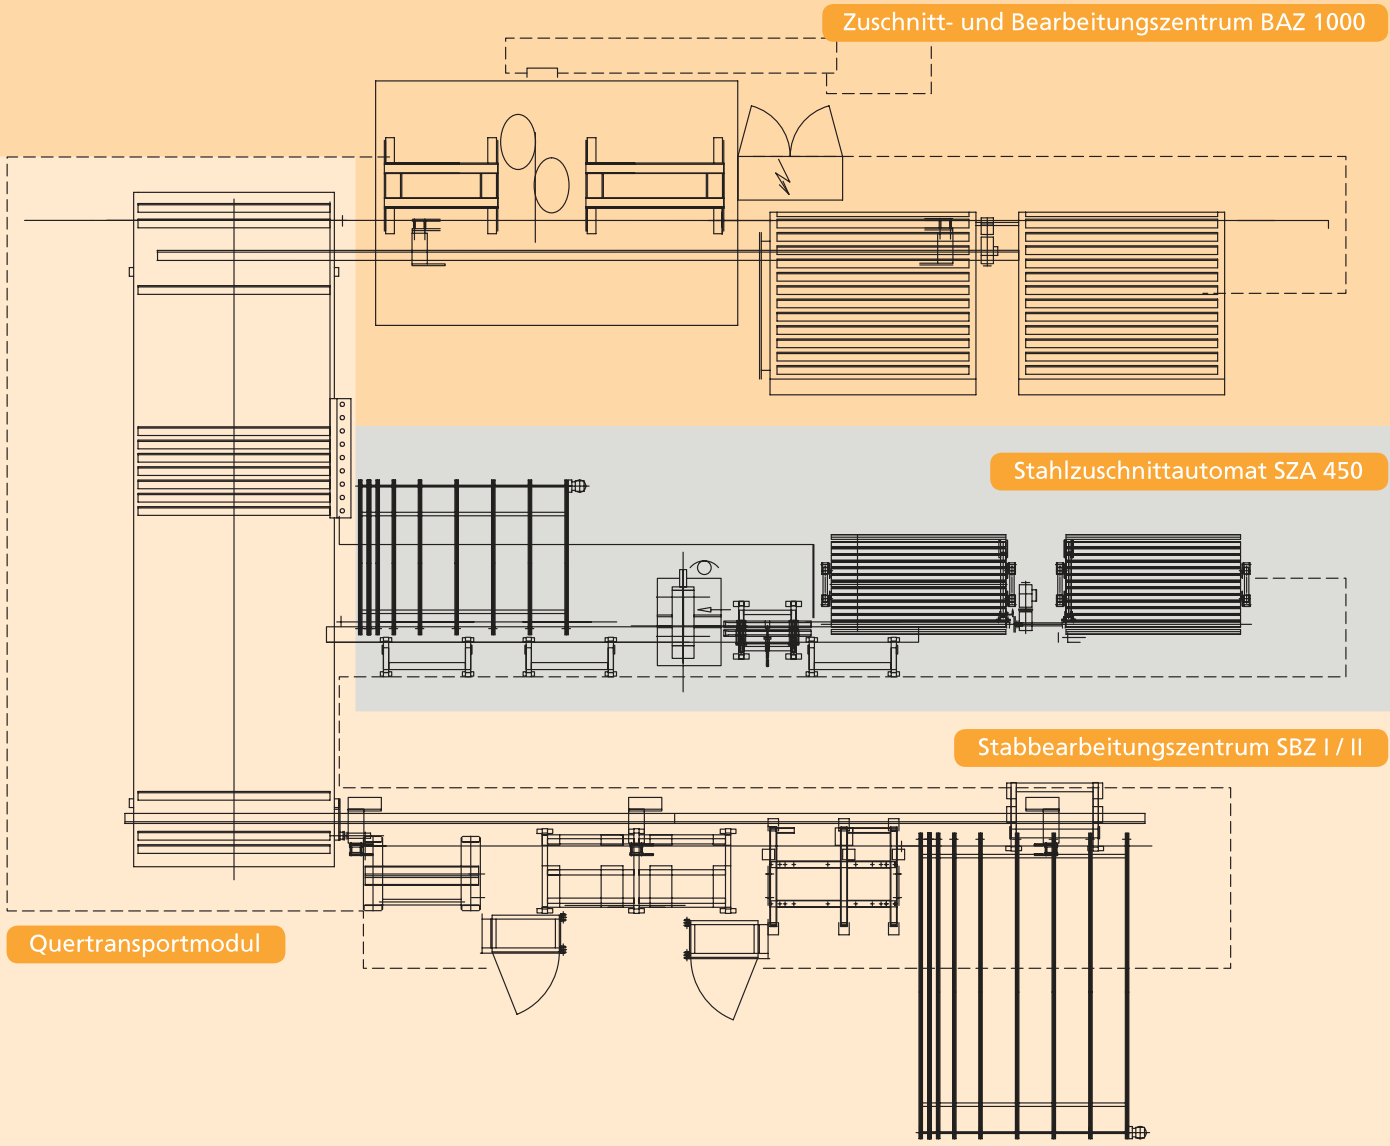 Zuschnitt- und Bearbeitungszentrum BAZ 1000
Stahlzuschnittautomat SZA 450
Stabbearbeitungszentrum SBZ I / II
Quertransportmodul